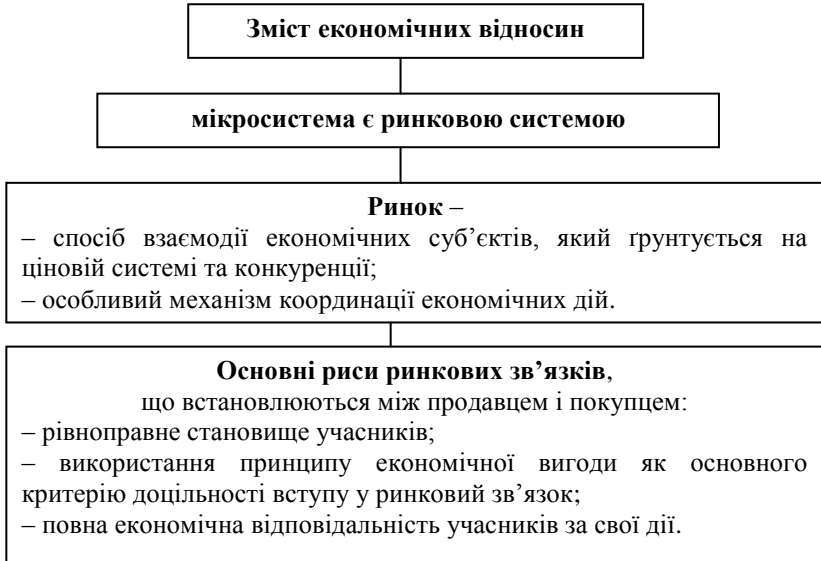 Зміст економічних відносин
мікросистема є ринковою системою
Ринок –
– спосіб взаємодії економічних суб’єктів, який ґрунтується на
ціновій системі та конкуренції;
– особливий механізм координації економічних дій.
Основні риси ринкових зв’язків,
що встановлюються між продавцем і покупцем:
– рівноправне становище учасників;
– використання принципу економічної вигоди як основного
критерію доцільності вступу у ринковий зв’язок;
– повна економічна відповідальність учасників за свої дії.